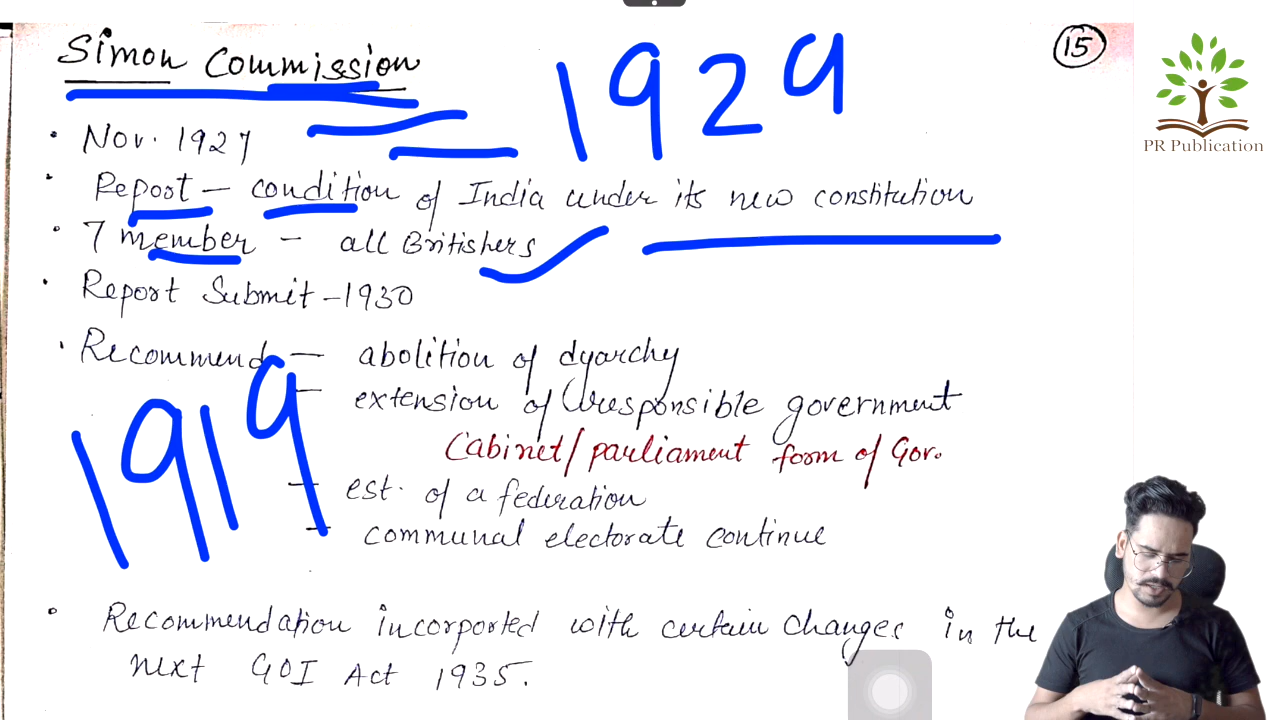 Simon Commission
1929
15
PR Publication
· Nov. 1927
· Repoot – condition of India under its new constitution
· 7 member – all Britishers
· Report Submit – 1930
· Recommend – abolition of dyarchy
– extension of responsible government
Cabinet/parliament form of Gov.
1919
– est. of a federation
– communal electorate continue
· Recommendation incorported with certain changes in the
next GOI Act 1935.